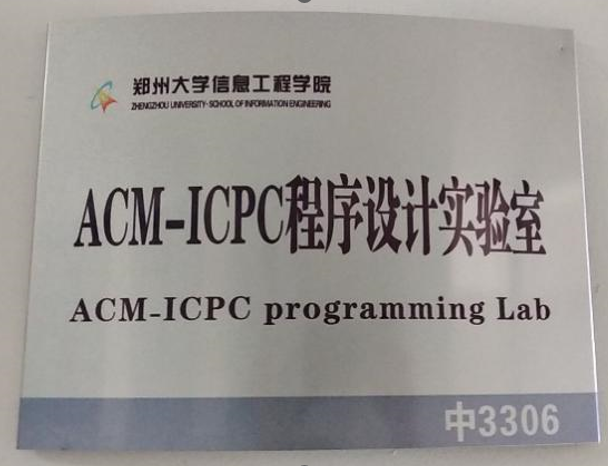 郑州大学信息工程学院
ZHENGZHOU UNIVERSITY·SCHOOL OF INFORMATION ENGINEERING
ACM-ICPC程序设计实验室
ACM-ICPC programming Lab
中3306